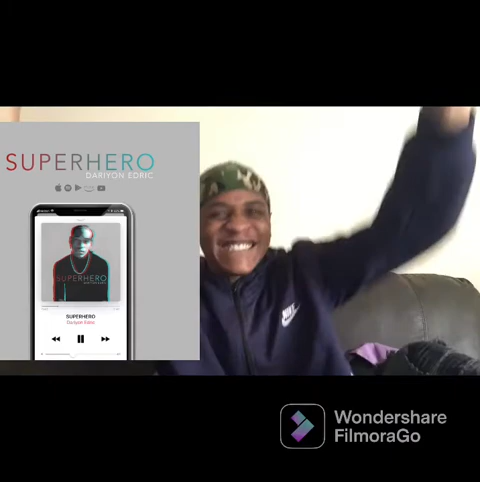 SUPERHERO
DARIYON EDRIC
SUPERHERO
SUPERHERO
Dariyon Edric
Wondershare
FilmoraGo